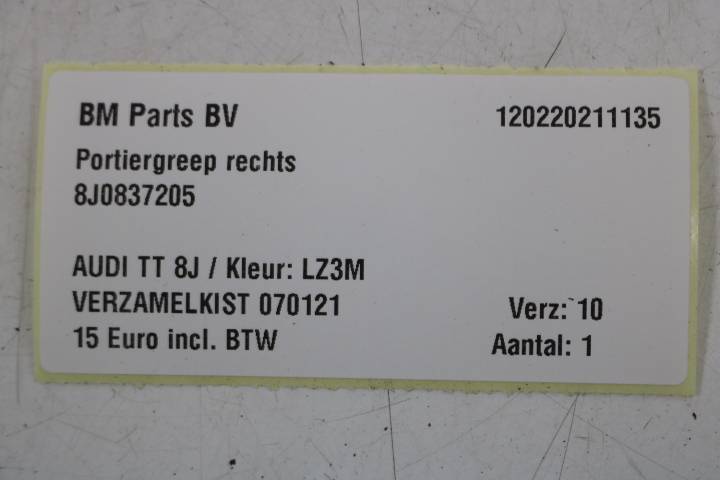 BM Parts BV 120220211135
Portiergreep rechts
8J0837205
AUDI TT 8J / Kleur: LZ3M
VERZAMELKIST 070121 Verz: 10
15 Euro incl. BTW Aantal: 1